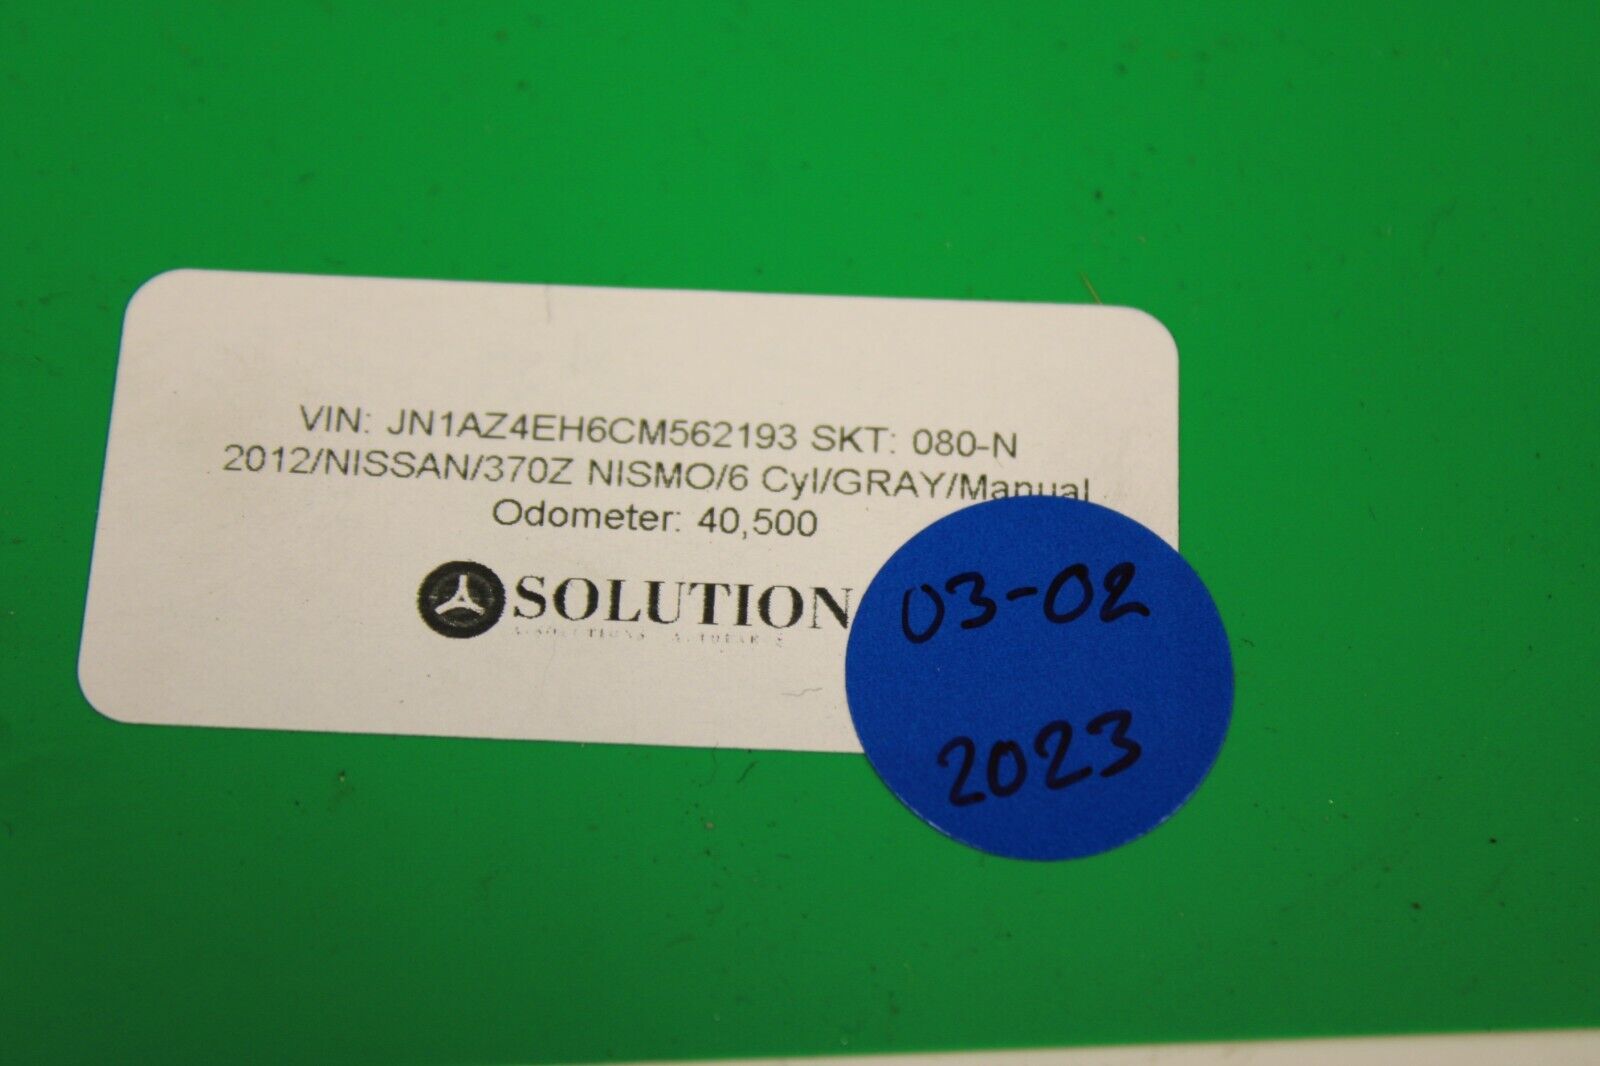 VIN: JN1AZ4EH6CM562193 SKT: 080-N
2012/NISSAN/370Z NISMO/6 Cyl/GRAY/Manual
Odometer: 40,500
SOLUTION
03-02
2023